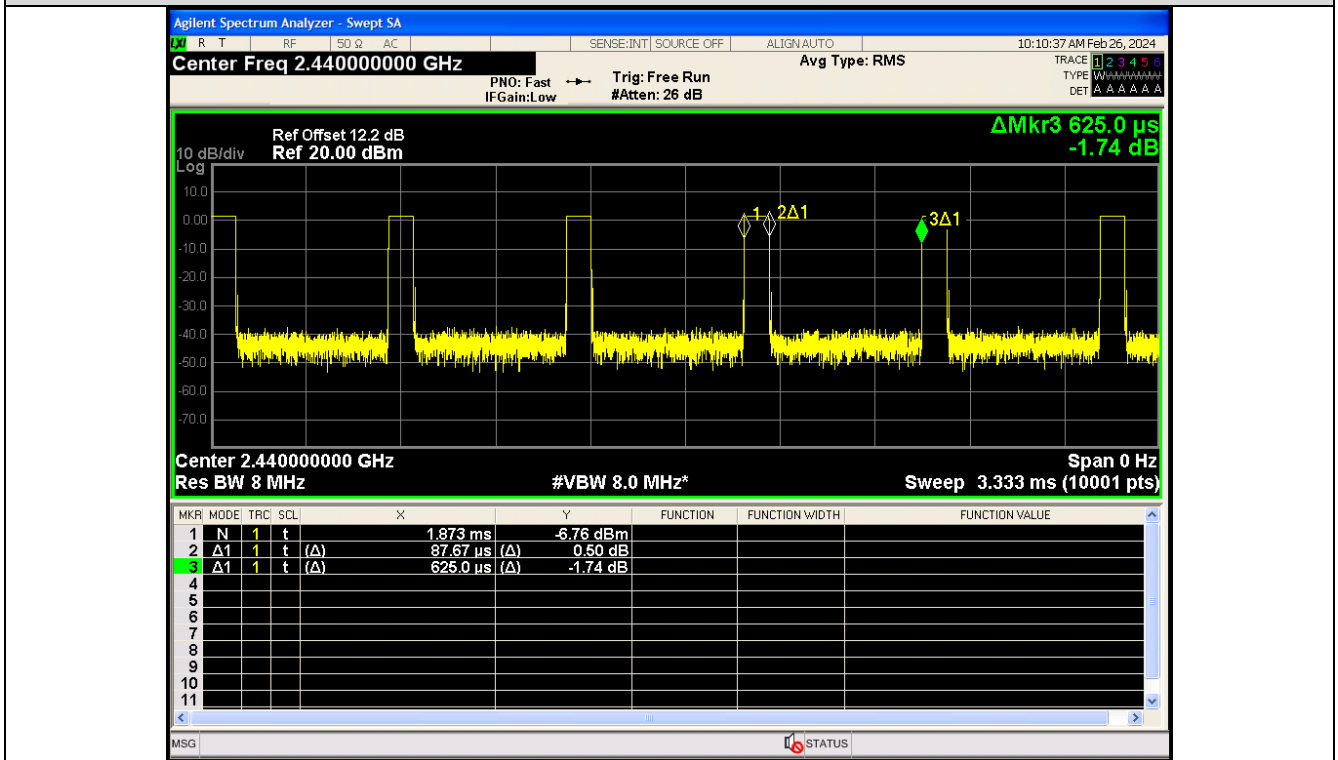 Agilent Spectrum Analyzer - Swept SA
LXI R T RF 50 Ω AC SENSE:INT SOURCE OFF ALIGN AUTO 10:10:37 AM Feb 26, 2024
Center Freq 2.440000000 GHz Avg Type: RMS TRACE 1 2 3 4 5 6
PNO: Fast Trig: Free Run TYPE W
IFGain:Low #Atten: 26 dB DET A A A A A A
ΔMkr3 625.0 µs
Ref Offset 12.2 dB
10 dB/div Ref 20.00 dBm -1.74 dB
Log
10.0
0.00
1 2Δ1 3Δ1
-10.0
-20.0
-30.0
-40.0
-50.0
-60.0
-70.0
Center 2.440000000 GHz Span 0 Hz
Res BW 8 MHz #VBW 8.0 MHz* Sweep 3.333 ms (10001 pts)
MKR MODE TRC SCL X Y FUNCTION FUNCTION WIDTH FUNCTION VALUE
1 N 1 t 1.873 ms -6.76 dBm
2 Δ1 1 t (Δ) 87.67 µs (Δ) 0.50 dB
3 Δ1 1 t (Δ) 625.0 µs (Δ) -1.74 dB
4
5
6
7
8
9
10
11
MSG STATUS